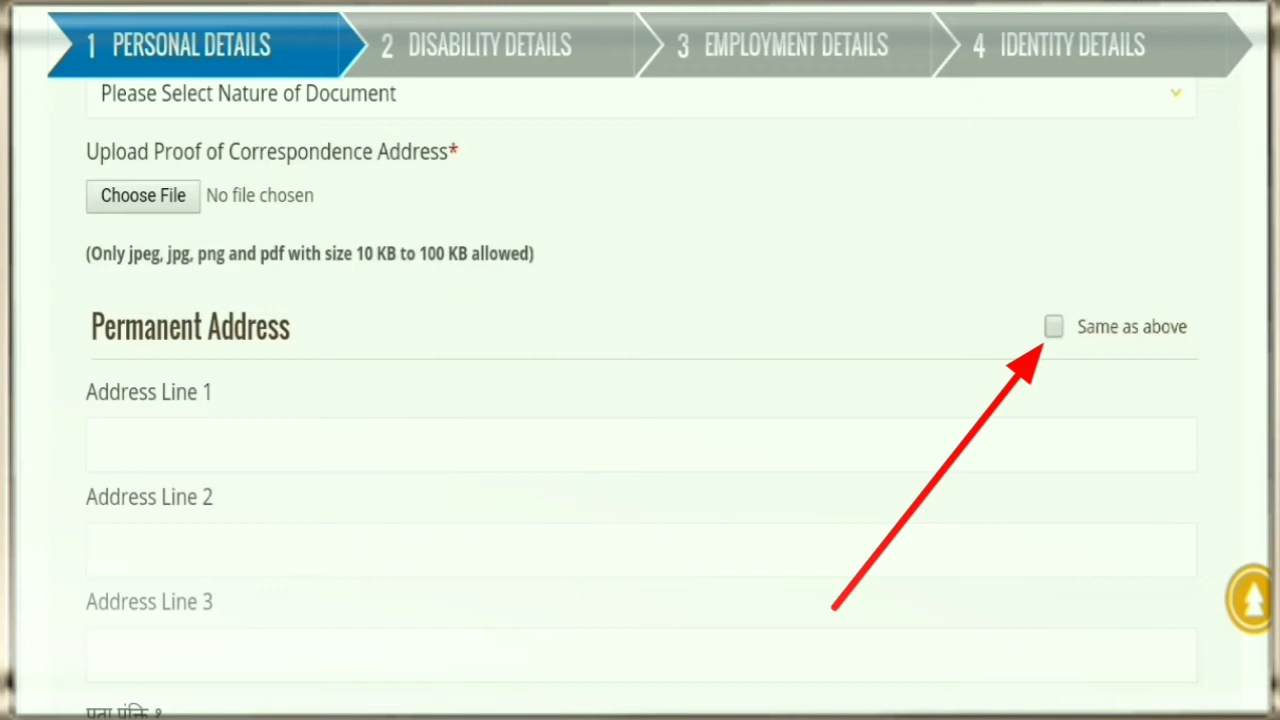 1 PERSONAL DETAILS 2 DISABILITY DETAILS 3 EMPLOYMENT DETAILS 4 IDENTITY DETAILS
Please Select Nature of Document
Upload Proof of Correspondence Address*
Choose File No file chosen
(Only jpeg, jpg, png and pdf with size 10 KB to 100 KB allowed)
Permanent Address Same as above
Address Line 1
Address Line 2
Address Line 3
पता पंक्ति १